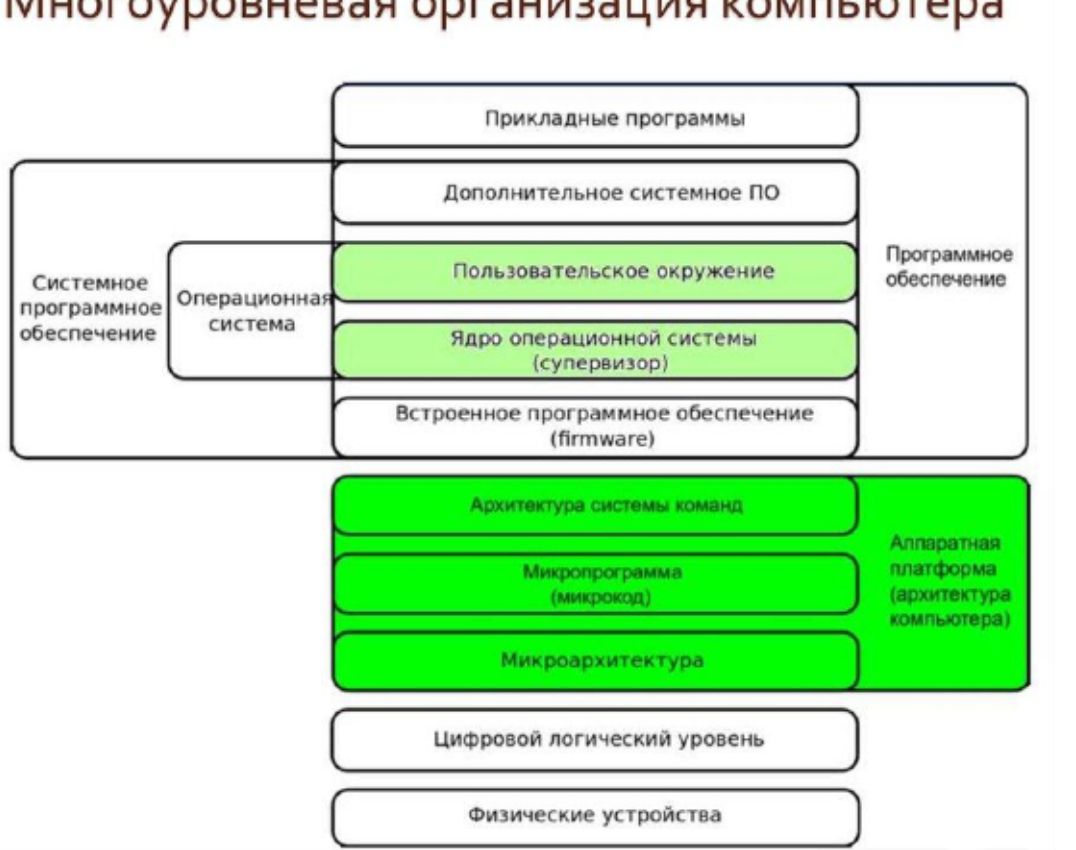 Многоуровневая организация компьютера
Прикладные программы
Дополнительное системное ПО
Пользовательское окружение
Ядро операционной системы
(супервизор)
Встроенное программное обеспечение
(firmware)
Системное
программное
обеспечение
Операционная
система
Программное
обеспечение
Архитектура системы команд
Микропрограмма
(микрокод)
Микроархитектура
Аппаратная
платформа
(архитектура
компьютера)
Цифровой логический уровень
Физические устройства